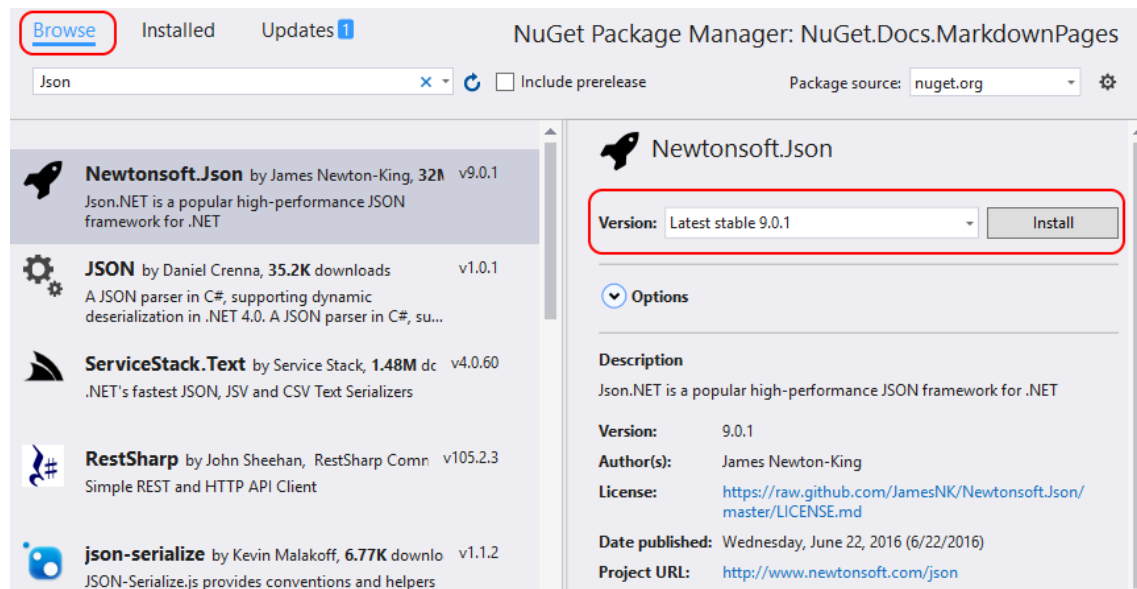 Browse Installed Updates 1 NuGet Package Manager: NuGet.Docs.MarkdownPages
Json Include prerelease Package source: nuget.org
Newtonsoft.Json by James Newton-King, 32M v9.0.1
Json.NET is a popular high-performance JSON
framework for .NET
JSON by Daniel Crenna, 35.2K downloads v1.0.1
A JSON parser in C#, supporting dynamic
deserialization in .NET 4.0. A JSON parser in C#, su...
ServiceStack.Text by Service Stack, 1.48M dc v4.0.60
.NET's fastest JSON, JSV and CSV Text Serializers
RestSharp by John Sheehan, RestSharp Comm v105.2.3
Simple REST and HTTP API Client
json-serialize by Kevin Malakoff, 6.77K downlo v1.1.2
JSON-Serialize.js provides conventions and helpers
Newtonsoft.Json
Version: Latest stable 9.0.1 Install
Options
Description
Json.NET is a popular high-performance JSON framework for .NET
Version: 9.0.1
Author(s): James Newton-King
License: https://raw.github.com/JamesNK/Newtonsoft.Json/
master/LICENSE.md
Date published: Wednesday, June 22, 2016 (6/22/2016)
Project URL: http://www.newtonsoft.com/json